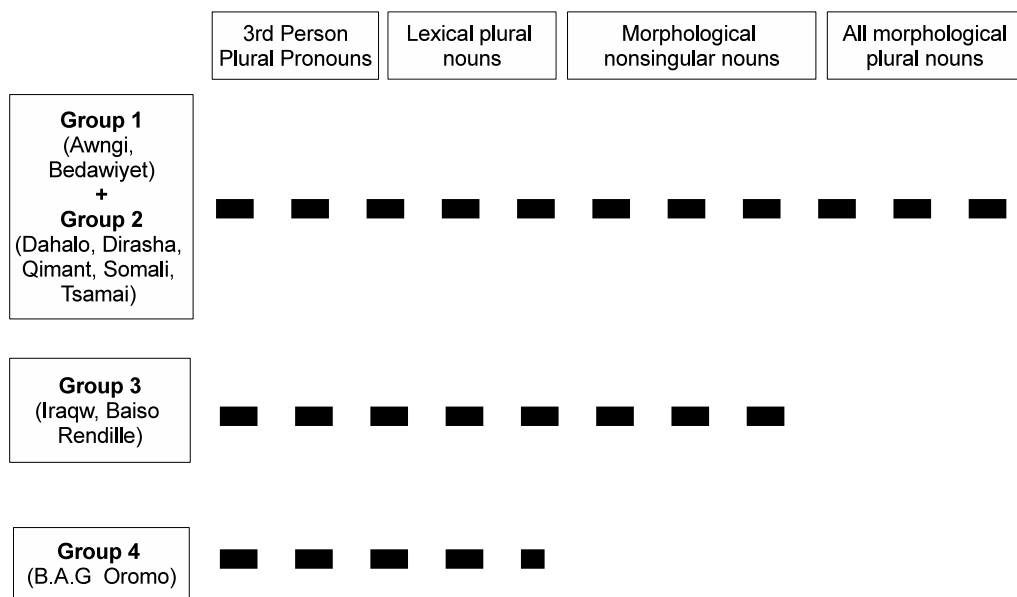 3rd Person
Plural Pronouns
Lexical plural
nouns
Morphological
nonsingular nouns
All morphological
plural nouns
Group 1
(Awngi,
Bedawiyet)
+
Group 2
(Dahalo, Dirasha,
Qimant, Somali,
Tsamai)
Group 3
(Iraqw, Baiso
Rendille)
Group 4
(B.A.G Oromo)